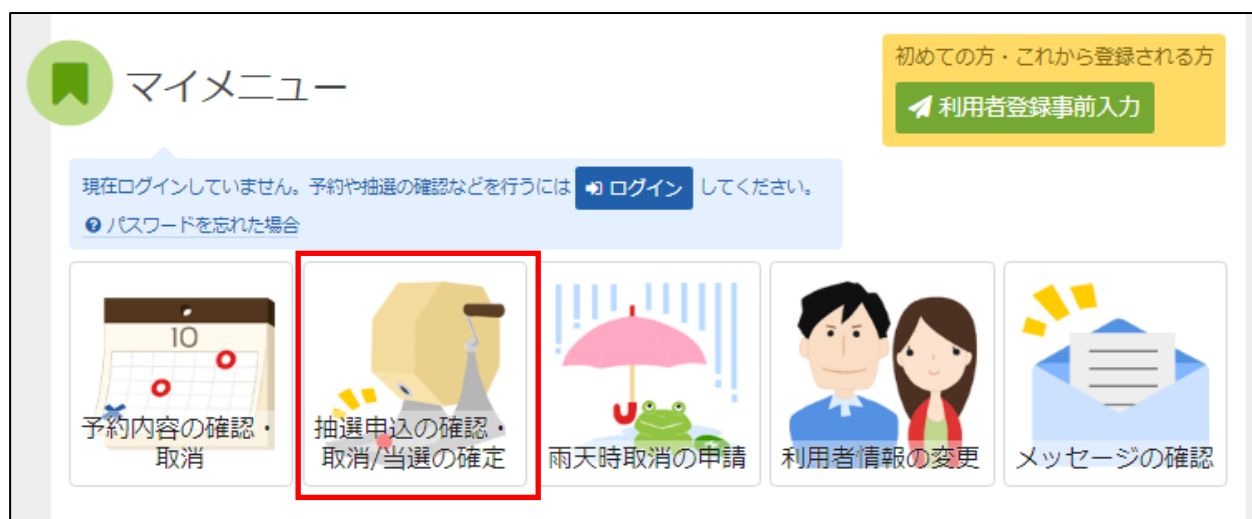 初めての方・これから登録される方
マイメニュー
利用者登録事前入力
現在ログインしていません。予約や抽選の確認などを行うには ログイン してください。
パスワードを忘れた場合
10
予約内容の確認・
取消
抽選申込の確認・
取消/当選の確定
雨天時取消の申請
利用者情報の変更
メッセージの確認